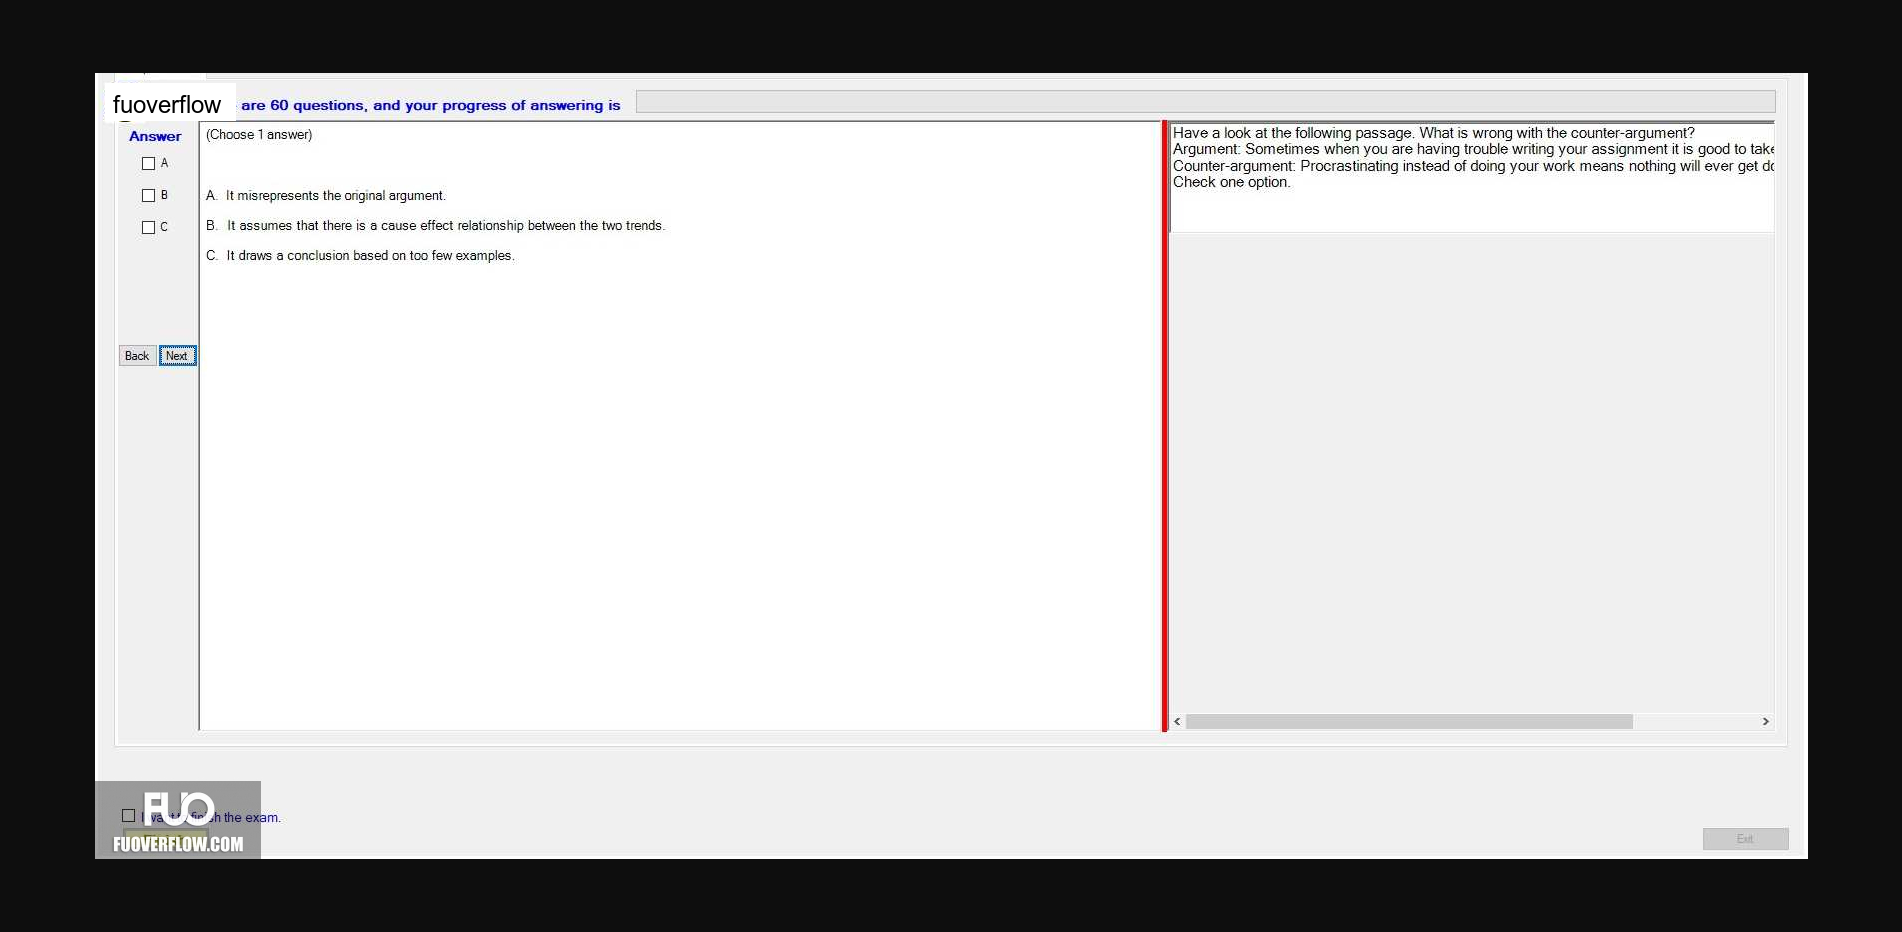 fuoverflow are 60 questions, and your progress of answering is
Answer
A
B
C
Back Next
(Choose 1 answer)
A. It misrepresents the original argument.
B. It assumes that there is a cause effect relationship between the two trends.
C. It draws a conclusion based on too few examples.
Have a look at the following passage. What is wrong with the counter-argument?
Argument: Sometimes when you are having trouble writing your assignment it is good to take
Counter-argument: Procrastinating instead of doing your work means nothing will ever get
Check one option.
FUO
the exam.
FUOVERFLOW.COM
Exit